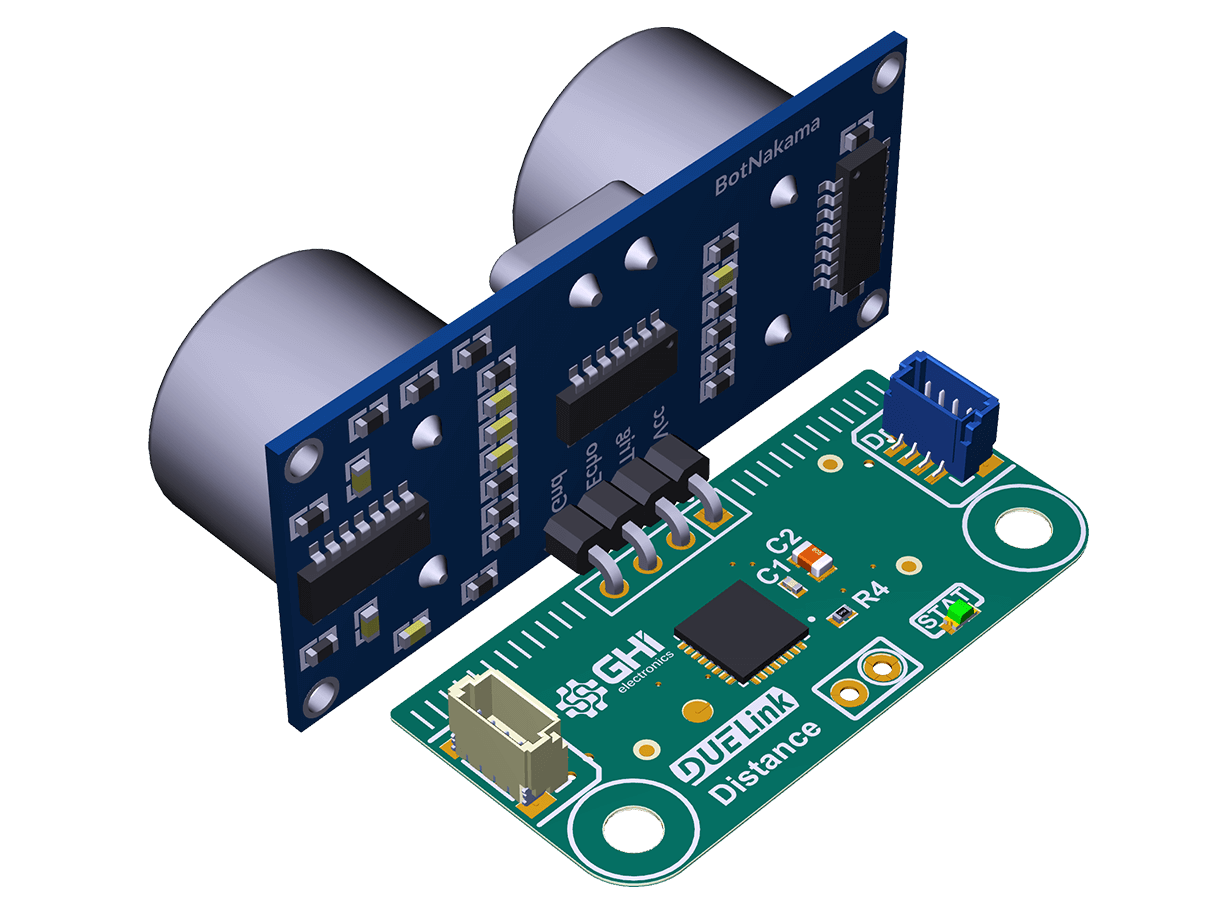 BotNakama
Vcc
Trig
Echo
Gnd
C2
C1
R4
STAT
GHI
electronics
DUELink
Distance